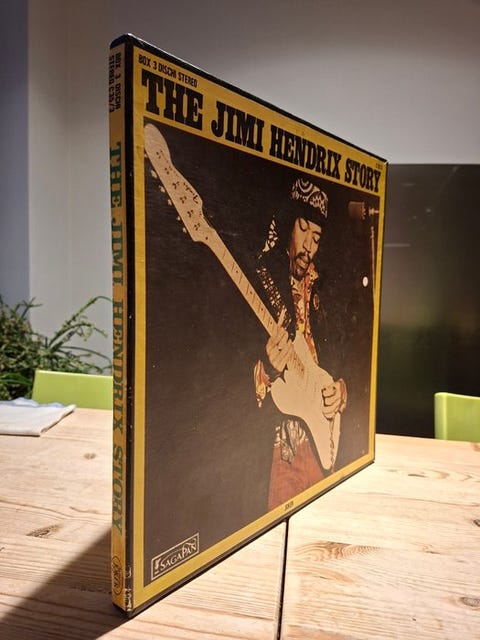 BOX 3 DISCHI
STEREO
THE JIMI HENDRIX STORY
BOX 3 DISCHI STEREO
THE JIMI HENDRIX STORY
SAGAPAN